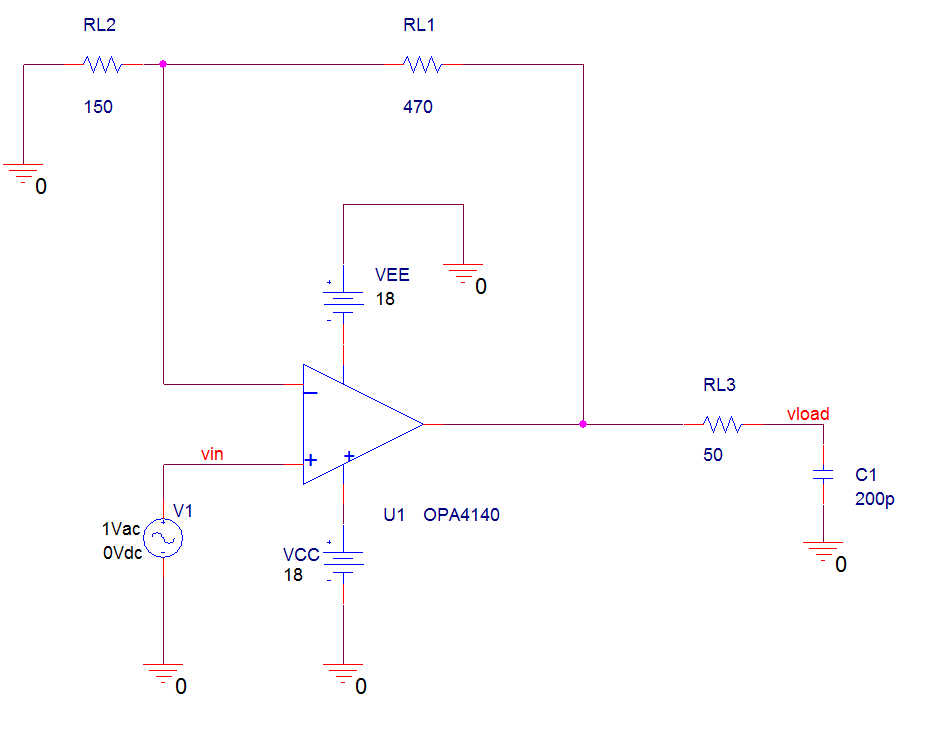 RL2
RL1
150
470
0
VEE
18
0
RL3
vload
50
vin
C1
200p
V1
1Vac
0Vdc
U1 OPA4140
VCC
18
0
0
0